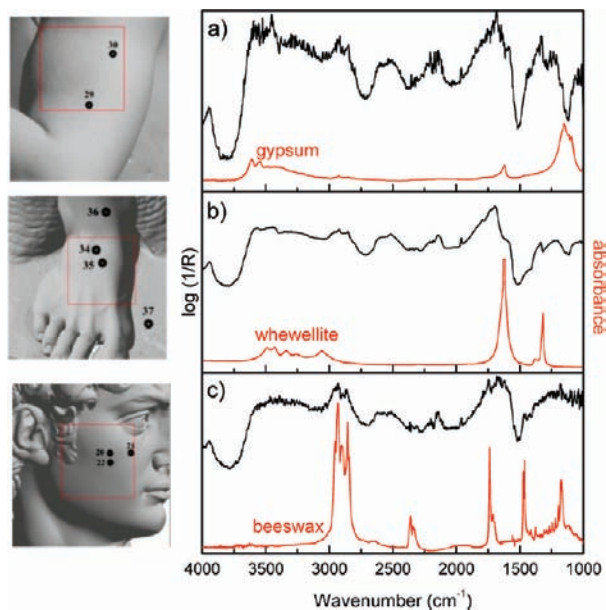 30
29
36
34
35
37
20
22
log (1/R)
a)
gypsum
b)
whewellite
c)
beeswax
absorbance
4000 3500 3000 2500 2000 1500 1000
Wavenumber (cm⁻¹)